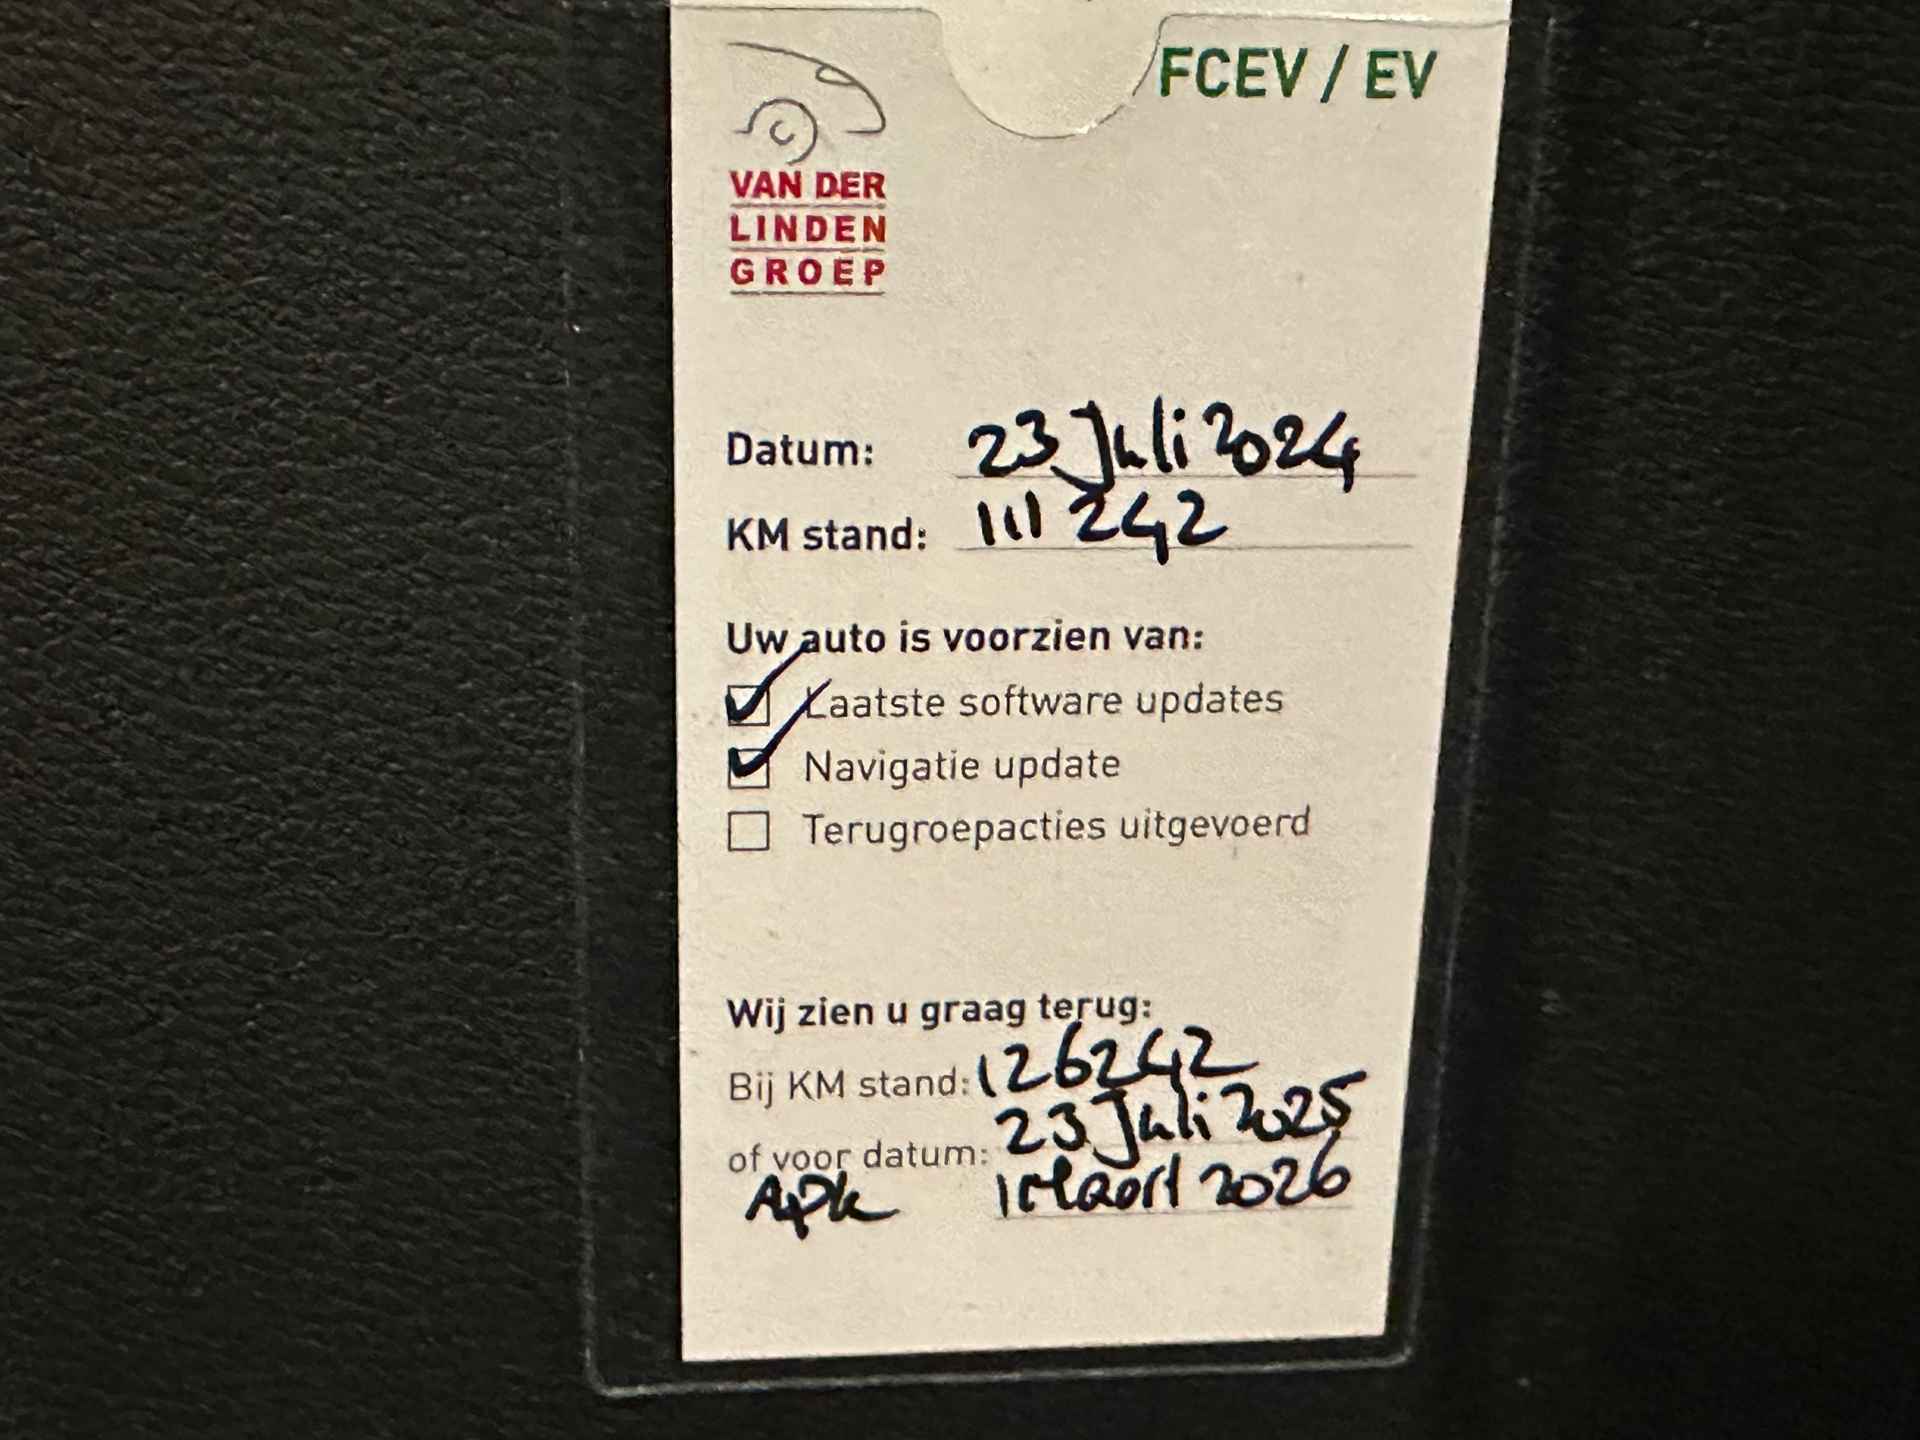 FCEV / EV
VAN DER
LINDEN
GROEP
Datum: 23 Juli 2024
KM stand: 111242
Uw auto is voorzien van:
Laatste software updates
Navigatie update
Terugroepacties uitgevoerd
Wij zien u graag terug:
Bij KM stand: 126242
of voor datum: 23 Juli 2025
APK 1 Maart 2026